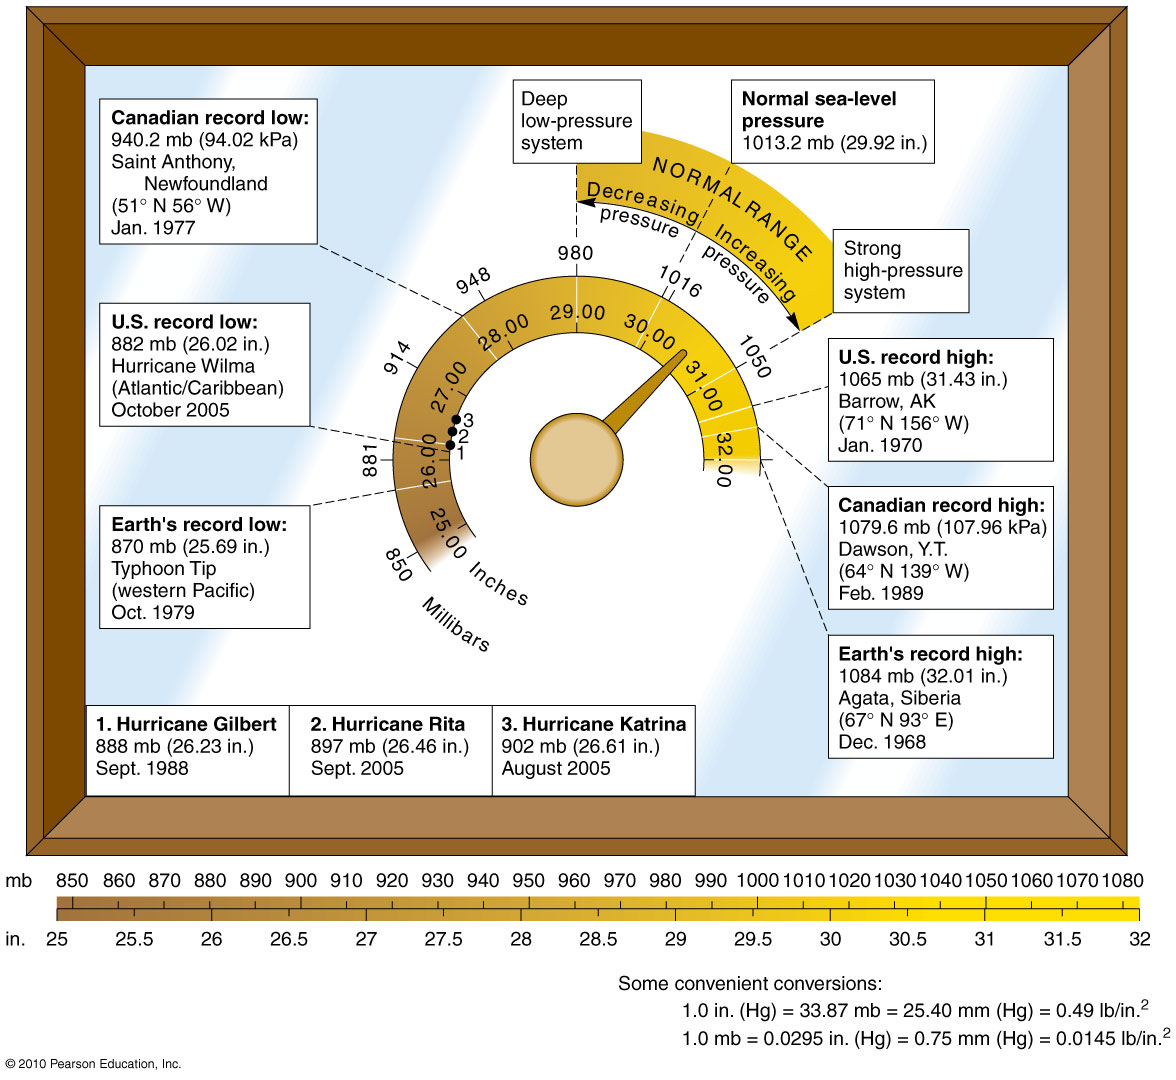 Canadian record low:
940.2 mb (94.02 kPa)
Saint Anthony,
Newfoundland
(51° N 56° W)
Jan. 1977
U.S. record low:
882 mb (26.02 in.)
Hurricane Wilma
(Atlantic/Caribbean)
October 2005
Earth's record low:
870 mb (25.69 in.)
Typhoon Tip
(western Pacific)
Oct. 1979
Deep
low-pressure
system
Normal sea-level
pressure
1013.2 mb (29.92 in.)
NORMAL RANGE
Decreasing
pressure
Increasing
pressure
Strong
high-pressure
system
850
881
914
948
980
1016
1050
25.00
26.00
27.00
28.00
29.00
30.00
31.00
32.00
3
2
1
Inches
Millibars
U.S. record high:
1065 mb (31.43 in.)
Barrow, AK
(71° N 156° W)
Jan. 1970
Canadian record high:
1079.6 mb (107.96 kPa)
Dawson, Y.T.
(64° N 139° W)
Feb. 1989
Earth's record high:
1084 mb (32.01 in.)
Agata, Siberia
(67° N 93° E)
Dec. 1968
1. Hurricane Gilbert
888 mb (26.23 in.)
Sept. 1988
2. Hurricane Rita
897 mb (26.46 in.)
Sept. 2005
3. Hurricane Katrina
902 mb (26.61 in.)
August 2005
mb 850 860 870 880 890 900 910 920 930 940 950 960 970 980 990 1000 1010 1020 1030 1040 1050 1060 1070 1080
in. 25 25.5 26 26.5 27 27.5 28 28.5 29 29.5 30 30.5 31 31.5 32
Some convenient conversions:
1.0 in. (Hg) = 33.87 mb = 25.40 mm (Hg) = 0.49 lb/in.²
1.0 mb = 0.0295 in. (Hg) = 0.75 mm (Hg) = 0.0145 lb/in.²
© 2010 Pearson Education, Inc.